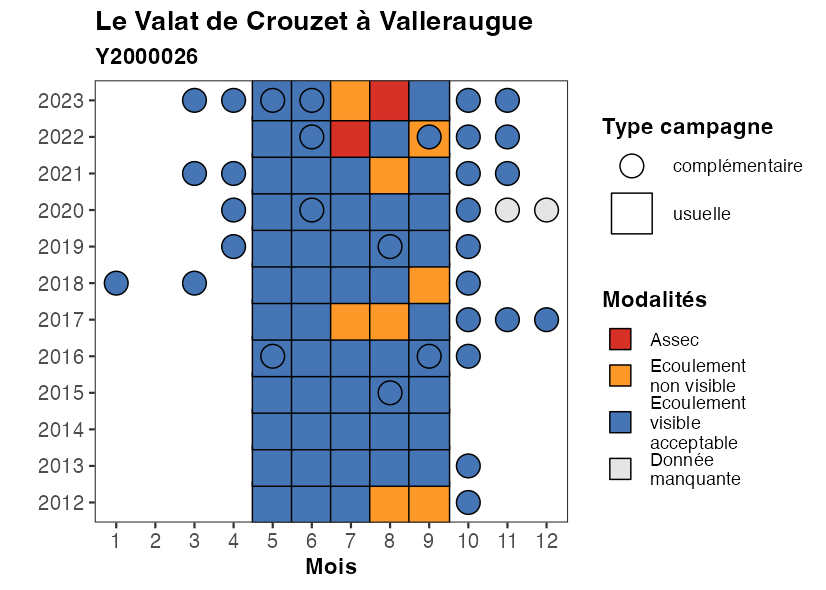 Le Valat de Crouzet à Valleraugue
Y2000026
2023
2022
2021
2020
2019
2018
2017
2016
2015
2014
2013
2012
1 2 3 4 5 6 7 8 9 10 11 12
Mois
Type campagne
complémentaire
usuelle
Modalités
Assec
Ecoulement
non visible
Ecoulement
visible
acceptable
Donnée
manquante